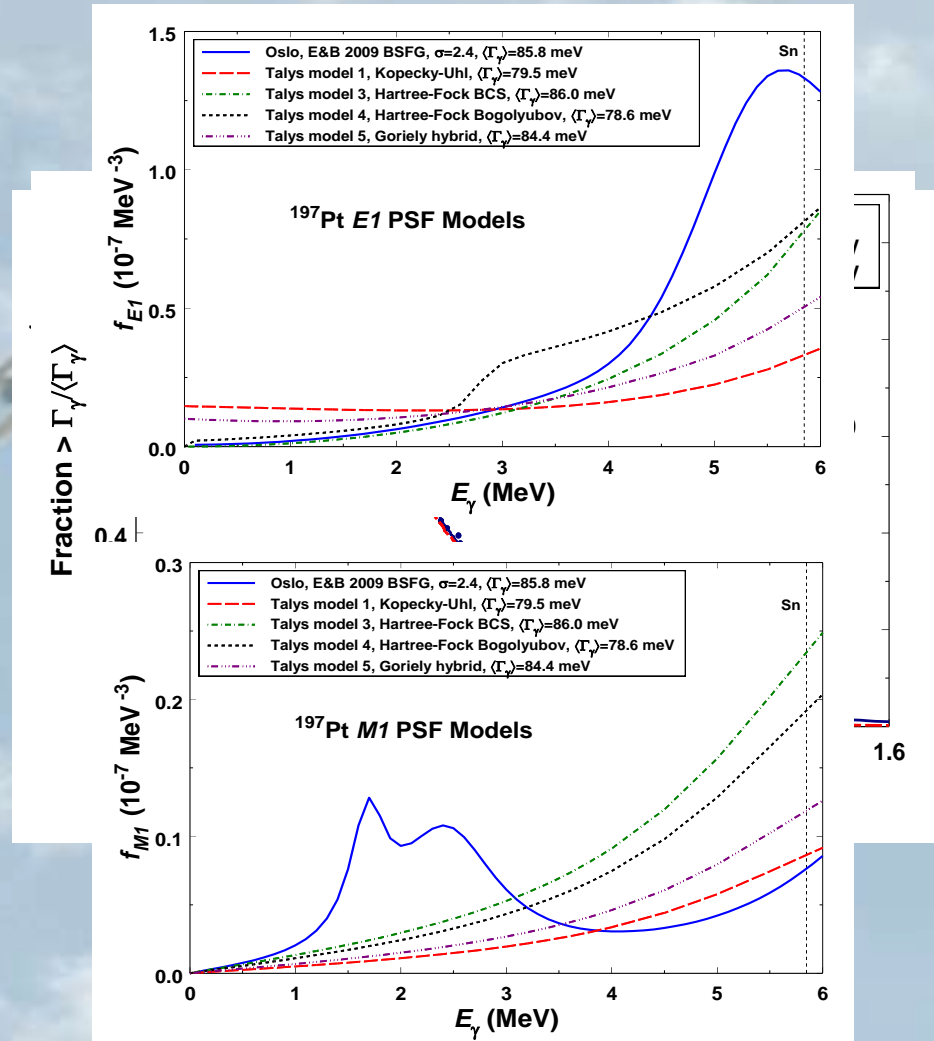 1.5
Oslo, E&B 2009 BSFG, σ=2.4, ⟨Γγ⟩=85.8 meV
Talys model 1, Kopecky-Uhl, ⟨Γγ⟩=79.5 meV
Talys model 3, Hartree-Fock BCS, ⟨Γγ⟩=86.0 meV
Talys model 4, Hartree-Fock Bogolyubov, ⟨Γγ⟩=78.6 meV
Talys model 5, Goriely hybrid, ⟨Γγ⟩=84.4 meV
Sn
1.0
197Pt E1 PSF Models
fE1 (10-7 MeV-3)
0.5
0.0
0 1 2 3 4 5 6
Eγ (MeV)
Fraction > Γγ/⟨Γγ⟩
0.4
1.6
0.3
Oslo, E&B 2009 BSFG, σ=2.4, ⟨Γγ⟩=85.8 meV
Talys model 1, Kopecky-Uhl, ⟨Γγ⟩=79.5 meV
Talys model 3, Hartree-Fock BCS, ⟨Γγ⟩=86.0 meV
Talys model 4, Hartree-Fock Bogolyubov, ⟨Γγ⟩=78.6 meV
Talys model 5, Goriely hybrid, ⟨Γγ⟩=84.4 meV
Sn
0.2
197Pt M1 PSF Models
fM1 (10-7 MeV-3)
0.1
0.0
0 1 2 3 4 5 6
Eγ (MeV)